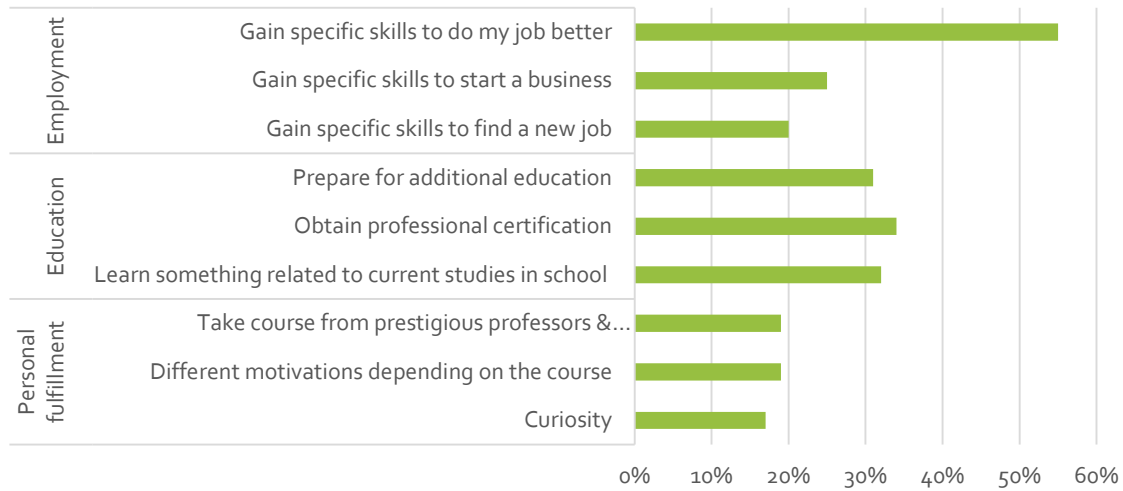 Employment
Gain specific skills to do my job better
Gain specific skills to start a business
Gain specific skills to find a new job
Education
Prepare for additional education
Obtain professional certification
Learn something related to current studies in school
Personal
fulfillment
Take course from prestigious professors &...
Different motivations depending on the course
Curiosity
0% 10% 20% 30% 40% 50% 60%